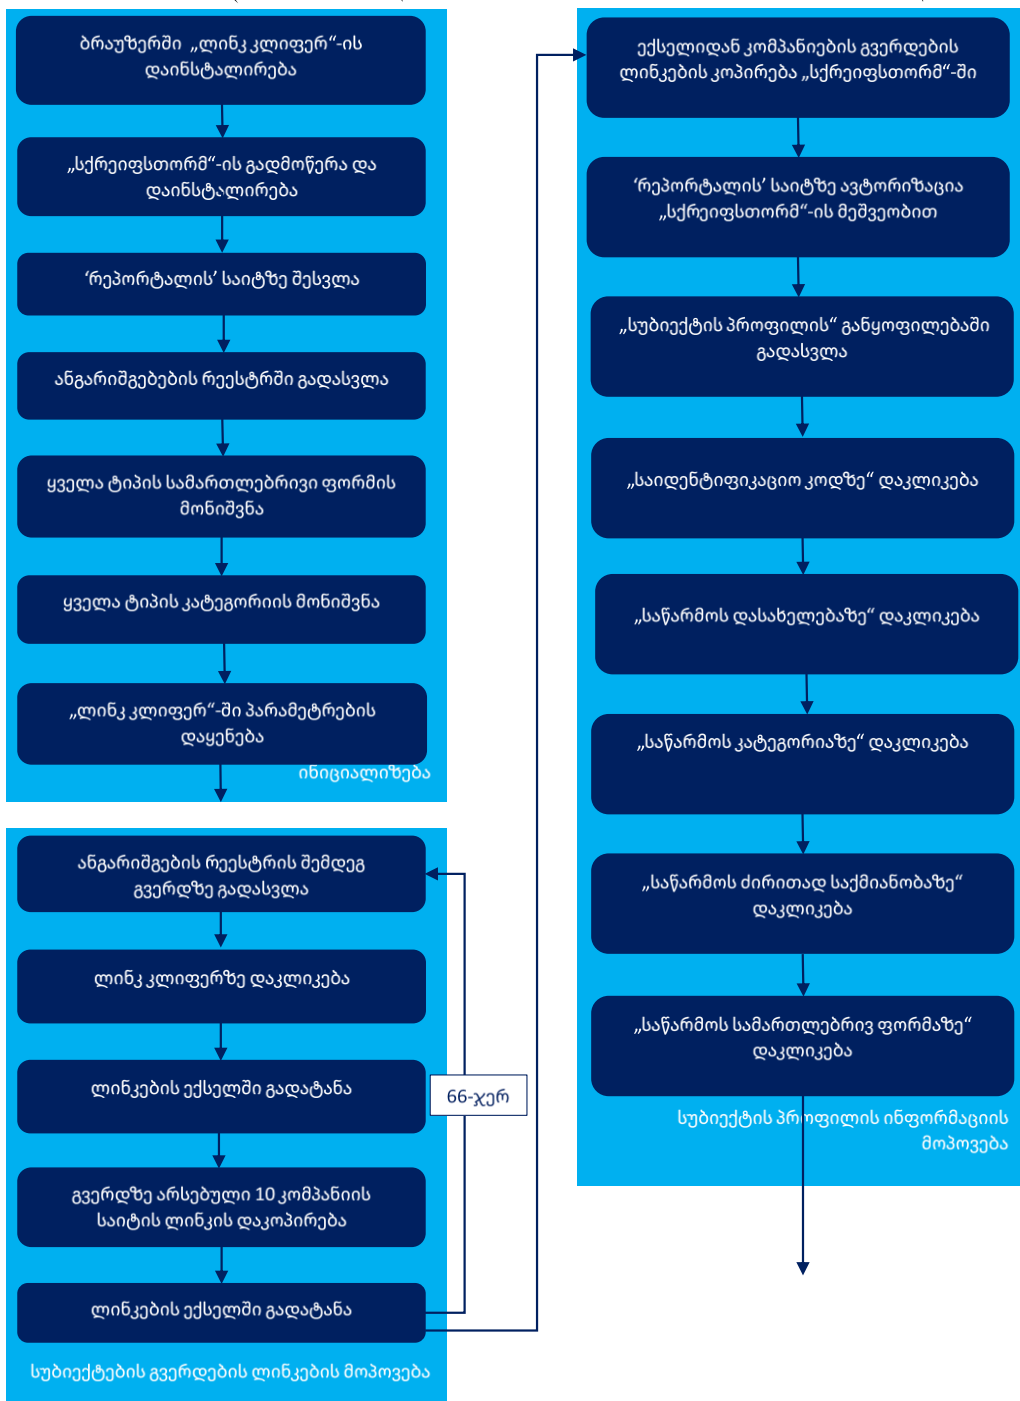 ბრაუზერში „ლინკ კლიფერ“-ის
დაინსტალირება
„სქრეიფსტორმ“-ის გადმოწერა და
დაინსტალირება
‘რეპორტალის’ საიტზე შესვლა
ანგარიშგებების რეესტრში გადასვლა
ყველა ტიპის სამართლებრივი ფორმის
მონიშვნა
ყველა ტიპის კატეგორიის მონიშვნა
„ლინკ კლიფერ“-ში პარამეტრების
დაყენება
ინიციალიზება
ანგარიშგების რეესტრის შემდეგ
გვერდზე გადასვლა
ლინკ კლიფერზე დაკლიკება
ლინკების ექსელში გადატანა
66-ჯერ
გვერდზე არსებული 10 კომპანიის
საიტის ლინკის დაკოპირება
ლინკების ექსელში გადატანა
სუბიექტების გვერდების ლინკების მოპოვება
ექსელიდან კომპანიების გვერდების
ლინკების კოპირება „სქრეიფსტორმ“-ში
‘რეპორტალის’ საიტზე ავტორიზაცია
„სქრეიფსტორმ“-ის მეშვეობით
„სუბიექტის პროფილის“ განყოფილებაში
გადასვლა
„საიდენტიფიკაციო კოდზე“ დაკლიკება
„საწარმოს დასახელებაზე“ დაკლიკება
„საწარმოს კატეგორიაზე“ დაკლიკება
„საწარმოს ძირითად საქმიანობაზე“
დაკლიკება
„საწარმოს სამართლებრივ ფორმაზე“
დაკლიკება
სუბიექტის პროფილის ინფორმაციის
მოპოვება